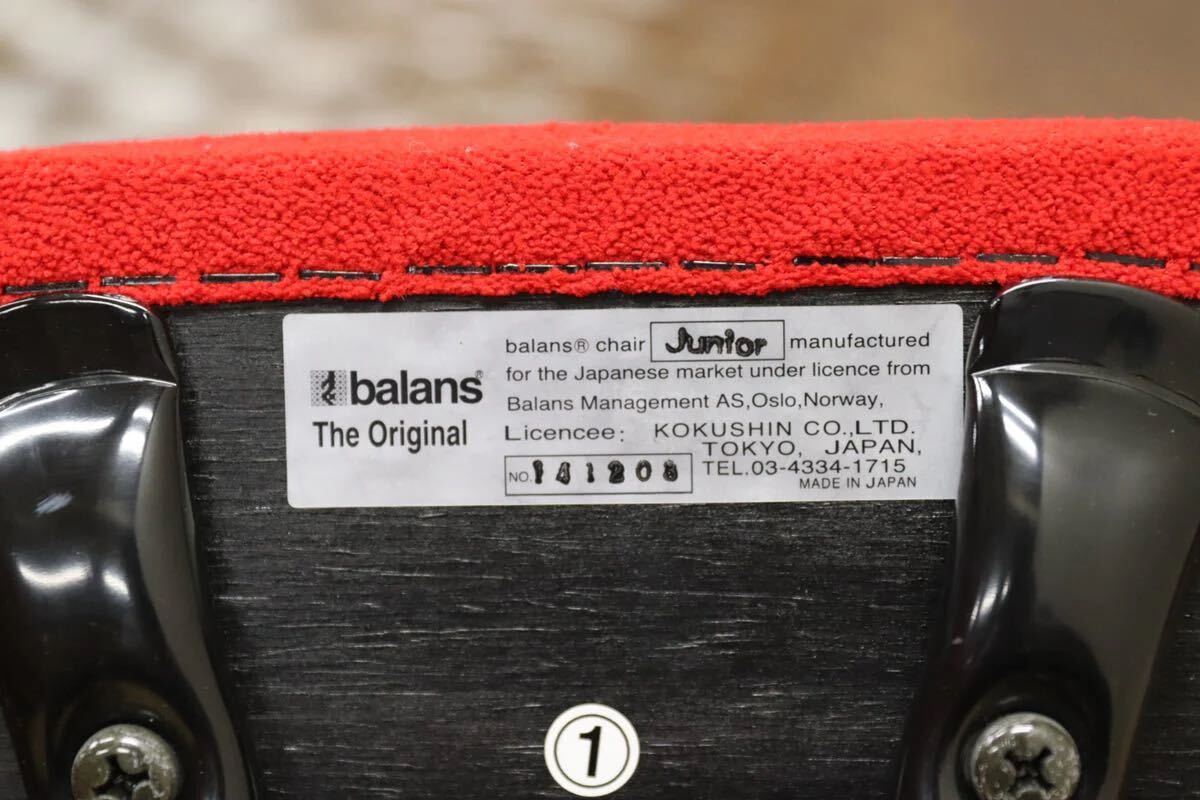 balans®
The Original
balans® chair Junior manufactured
for the Japanese market under licence from
Balans Management AS,Oslo,Norway,
Licencee: KOKUSHIN CO.,LTD.
TOKYO, JAPAN,
NO. 141208
TEL.03-4334-1715
MADE IN JAPAN
1